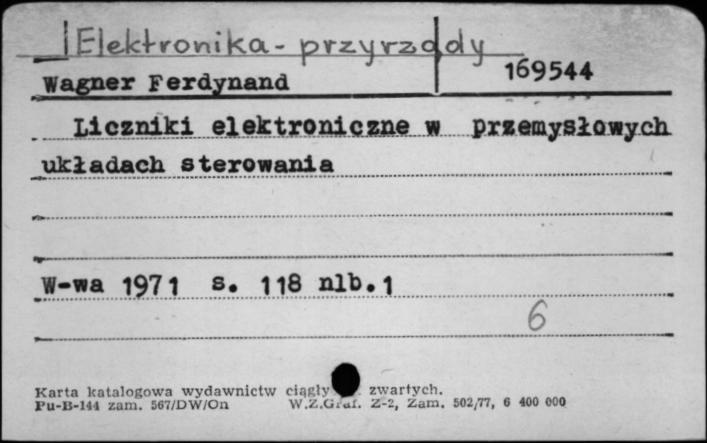 Elektronika - przyrządy
Wagner Ferdynand 169544
Liczniki elektroniczne w przemysłowych
układach sterowania
W-wa 1971 s. 118 nlb. 1
6
Karta katalogowa wydawnictw ciągły zwartych.
Pu-B-144 zam. 567/DW/On W.Z.Graf. Z-2, Zam. 502/77, 6 400 000